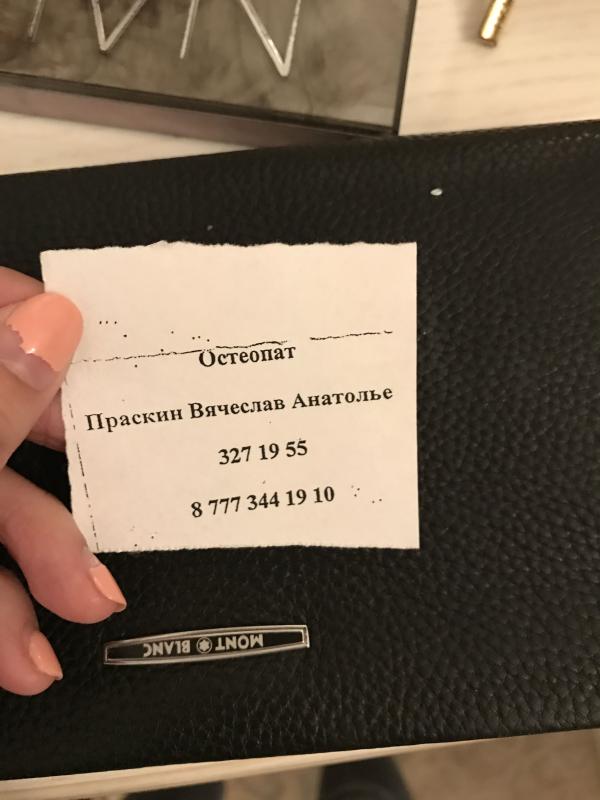 Остеопат
Праскин Вячеслав Анатолье
327 19 55
8 777 344 19 10
MONT BLANC